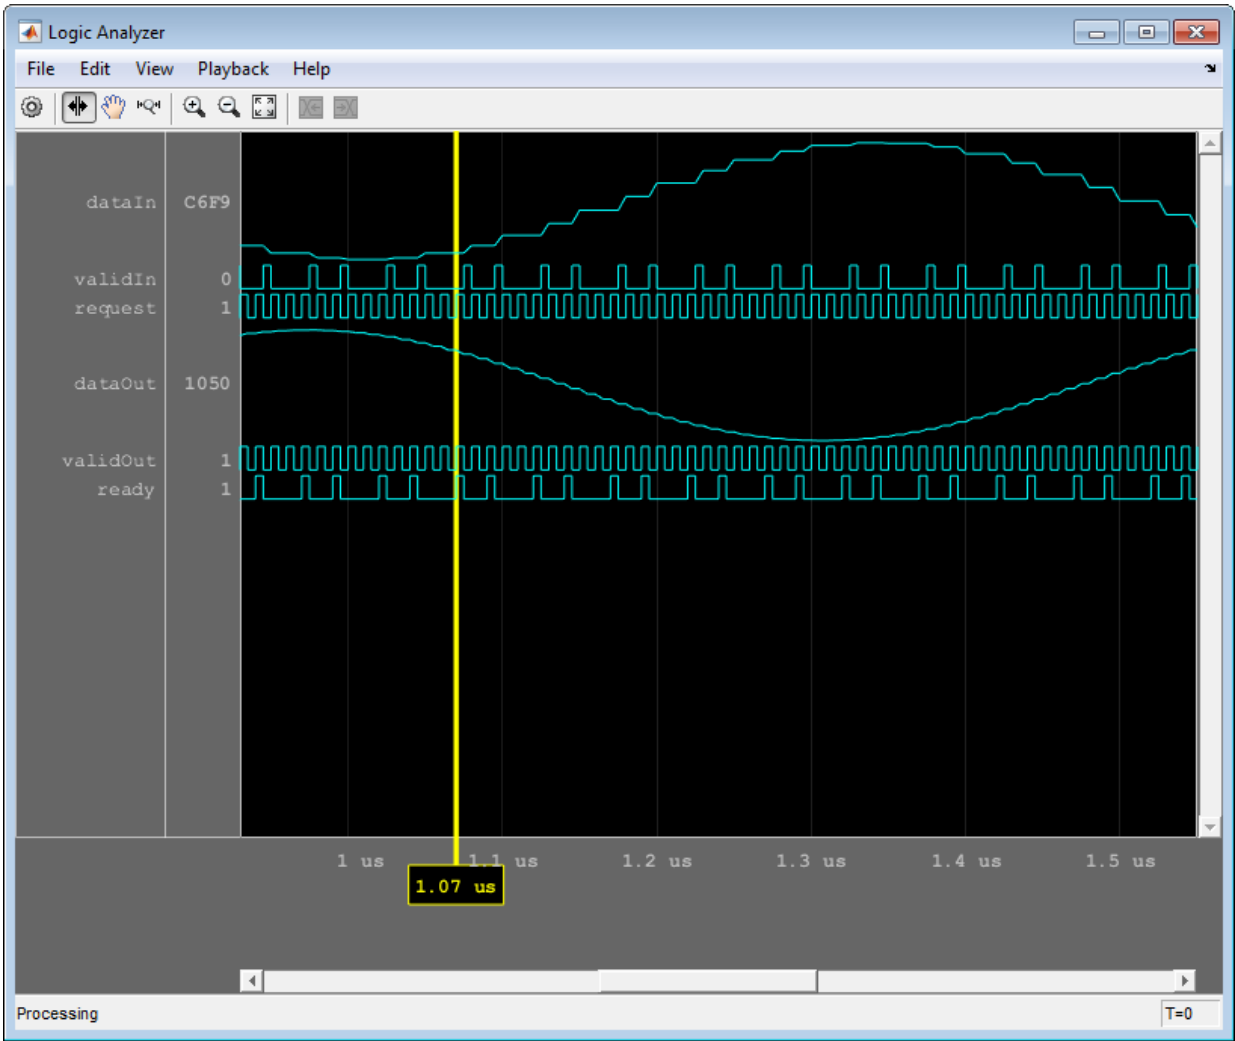 Logic Analyzer
File Edit View Playback Help
dataIn C6F9
validIn 0
request 1
dataOut 1050
validOut 1
ready 1
1 us 1.1 us 1.2 us 1.3 us 1.4 us 1.5 us
1.07 us
Processing T=0